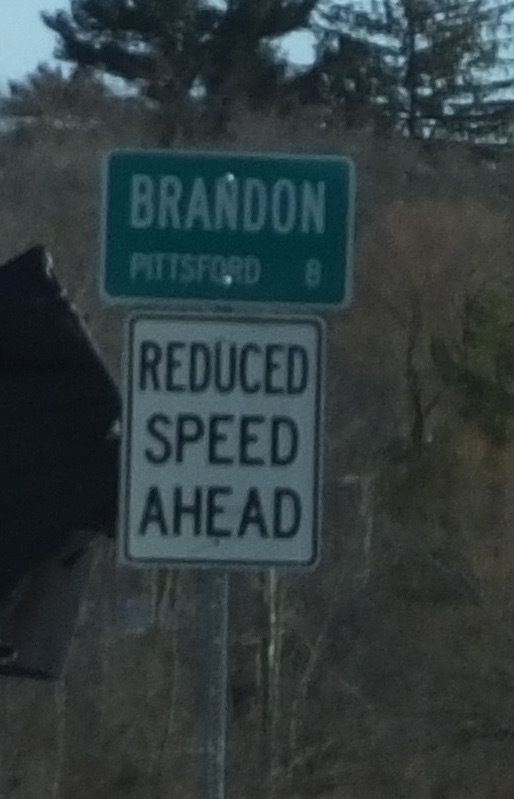 BRANDON
PITTSFORD 8
REDUCED
SPEED
AHEAD